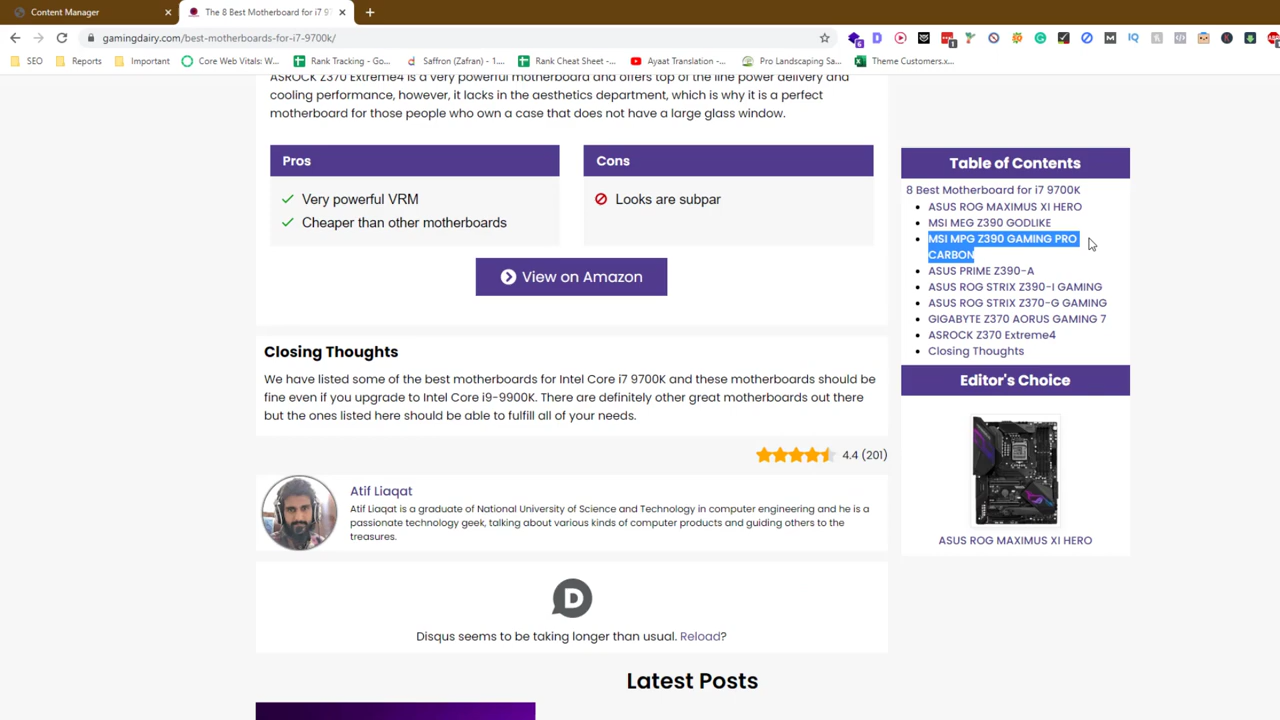 Content Manager
The 8 Best Motherboard for i7 97
gamingdairy.com/best-motherboards-for-i7-9700k/
SEO
Reports
Important
Core Web Vitals: W...
Rank Tracking - Go...
Saffron (Zafran) - 1....
Rank Cheat Sheet -...
Ayaat Translation -...
Pro Landscaping Sa...
Theme Customers.x...
ASROCK Z370 Extreme4 is a very powerful motherboard and offers top of the line power delivery and
cooling performance, however, it lacks in the aesthetics department, which is why it is a perfect
motherboard for those people who own a case that does not have a large glass window.
Pros
Very powerful VRM
Cheaper than other motherboards
Cons
Looks are subpar
View on Amazon
Closing Thoughts
We have listed some of the best motherboards for Intel Core i7 9700K and these motherboards should be
fine even if you upgrade to Intel Core i9-9900K. There are definitely other great motherboards out there
but the ones listed here should be able to fulfill all of your needs.
4.4 (201)
Atif Liaqat
Atif Liaqat is a graduate of National University of Science and Technology in computer engineering and he is a
passionate technology geek, talking about various kinds of computer products and guiding others to the
treasures.
D
Disqus seems to be taking longer than usual. Reload?
Latest Posts
Table of Contents
8 Best Motherboard for i7 9700K
ASUS ROG MAXIMUS XI HERO
MSI MEG Z390 GODLIKE
MSI MPG Z390 GAMING PRO
CARBON
ASUS PRIME Z390-A
ASUS ROG STRIX Z390-I GAMING
ASUS ROG STRIX Z370-G GAMING
GIGABYTE Z370 AORUS GAMING 7
ASROCK Z370 Extreme4
Closing Thoughts
Editor's Choice
ASUS ROG MAXIMUS XI HERO